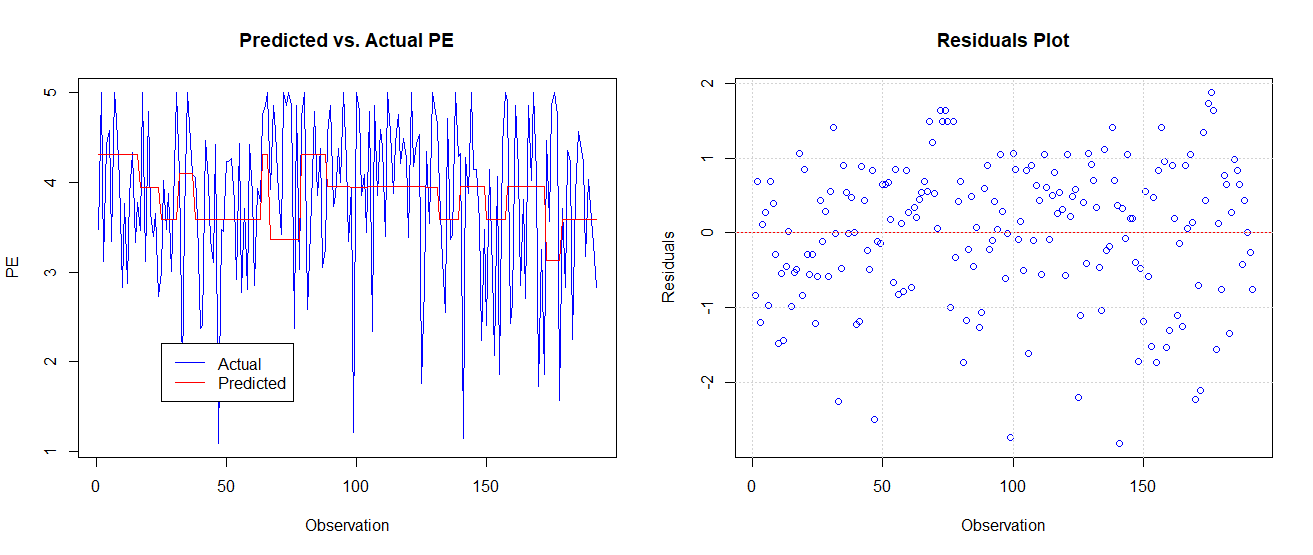 Predicted vs. Actual PE
PE
5
4
3
2
1
Actual
Predicted
0
50
100
150
Observation
Residuals Plot
Residuals
2
1
0
-1
-2
0
50
100
150
Observation